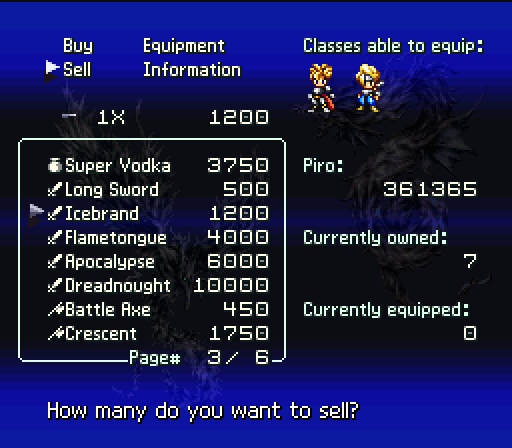 Buy Equipment
Sell Information
1X 1200
Super Vodka 3750
Long Sword 500
Icebrand 1200
Flametongue 4000
Apocalypse 6000
Dreadnought 10000
Battle Axe 450
Crescent 1750
Page# 3/ 6
Classes able to equip:
Piro:
361365
Currently owned:
7
Currently equipped:
0
How many do you want to sell?